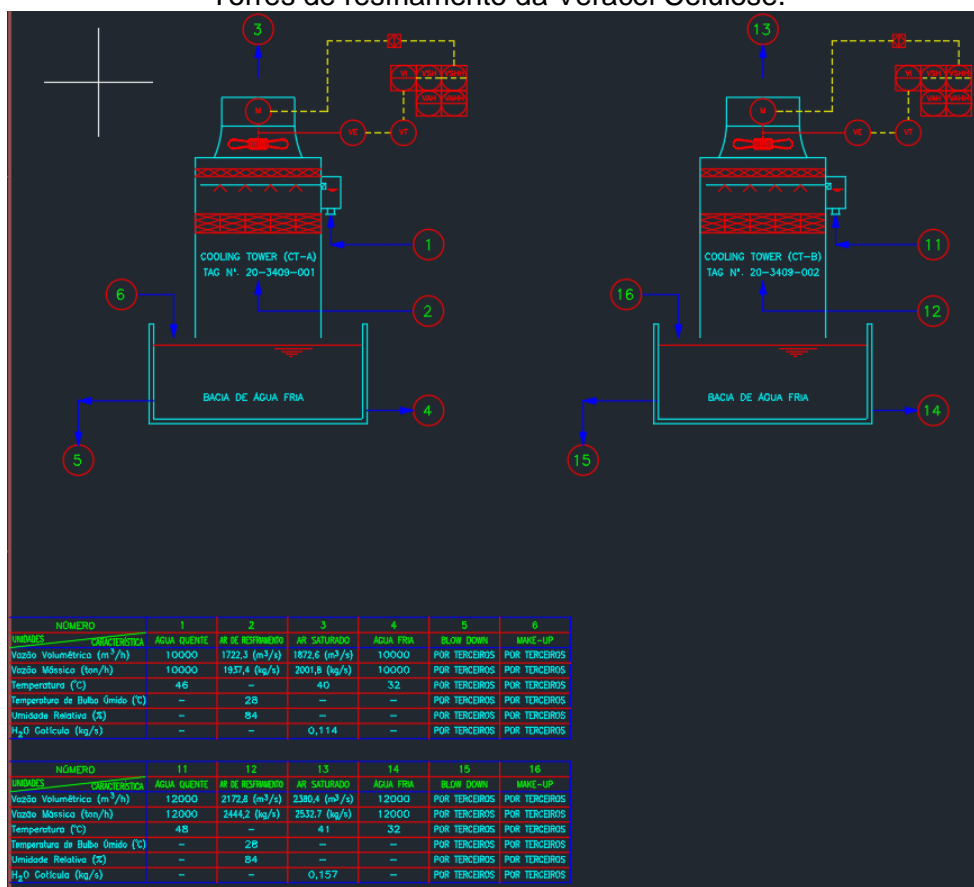 Torres de resfriamento da Veracel Celulose.
3
13
VI VSH VSHH
VAH VAHH
M
VE
VT
VI VSH VSHH
VAH VAHH
M
VE
VT
1
11
COOLING TOWER (CT-A)
TAG N°. 20-3409-001
COOLING TOWER (CT-B)
TAG N°. 20-3409-002
6
2
16
12
BACIA DE ÁGUA FRIA
4
BACIA DE ÁGUA FRIA
14
5
15
NÚMERO 1 2 3 4 5 6
UNIDADES CARACTERÍSTICA ÁGUA QUENTE AR DE RESFRIAMENTO AR SATURADO ÁGUA FRIA BLOW DOWN MAKE-UP
Vazão Volumétrica (m³/h) 10000 1722,3 (m³/s) 1872,6 (m³/s) 10000 POR TERCEIROS POR TERCEIROS
Vazão Mássica (ton/h) 10000 1937,4 (kg/s) 2001,8 (kg/s) 10000 POR TERCEIROS POR TERCEIROS
Temperatura (°C) 46 - 40 32 POR TERCEIROS POR TERCEIROS
Temperatura de Bulbo Úmido (°C) - 28 - - POR TERCEIROS POR TERCEIROS
Umidade Relativa (%) - 84 - - POR TERCEIROS POR TERCEIROS
H₂O Gotícula (kg/s) - - 0,114 - POR TERCEIROS POR TERCEIROS
NÚMERO 11 12 13 14 15 16
UNIDADES CARACTERÍSTICA ÁGUA QUENTE AR DE RESFRIAMENTO AR SATURADO ÁGUA FRIA BLOW DOWN MAKE-UP
Vazão Volumétrica (m³/h) 12000 2172,8 (m³/s) 2380,4 (m³/s) 12000 POR TERCEIROS POR TERCEIROS
Vazão Mássica (ton/h) 12000 2444,2 (kg/s) 2532,7 (kg/s) 12000 POR TERCEIROS POR TERCEIROS
Temperatura (°C) 48 - 41 32 POR TERCEIROS POR TERCEIROS
Temperatura de Bulbo Úmido (°C) - 28 - - POR TERCEIROS POR TERCEIROS
Umidade Relativa (%) - 84 - - POR TERCEIROS POR TERCEIROS
H₂O Gotícula (kg/s) - - 0,157 - POR TERCEIROS POR TERCEIROS